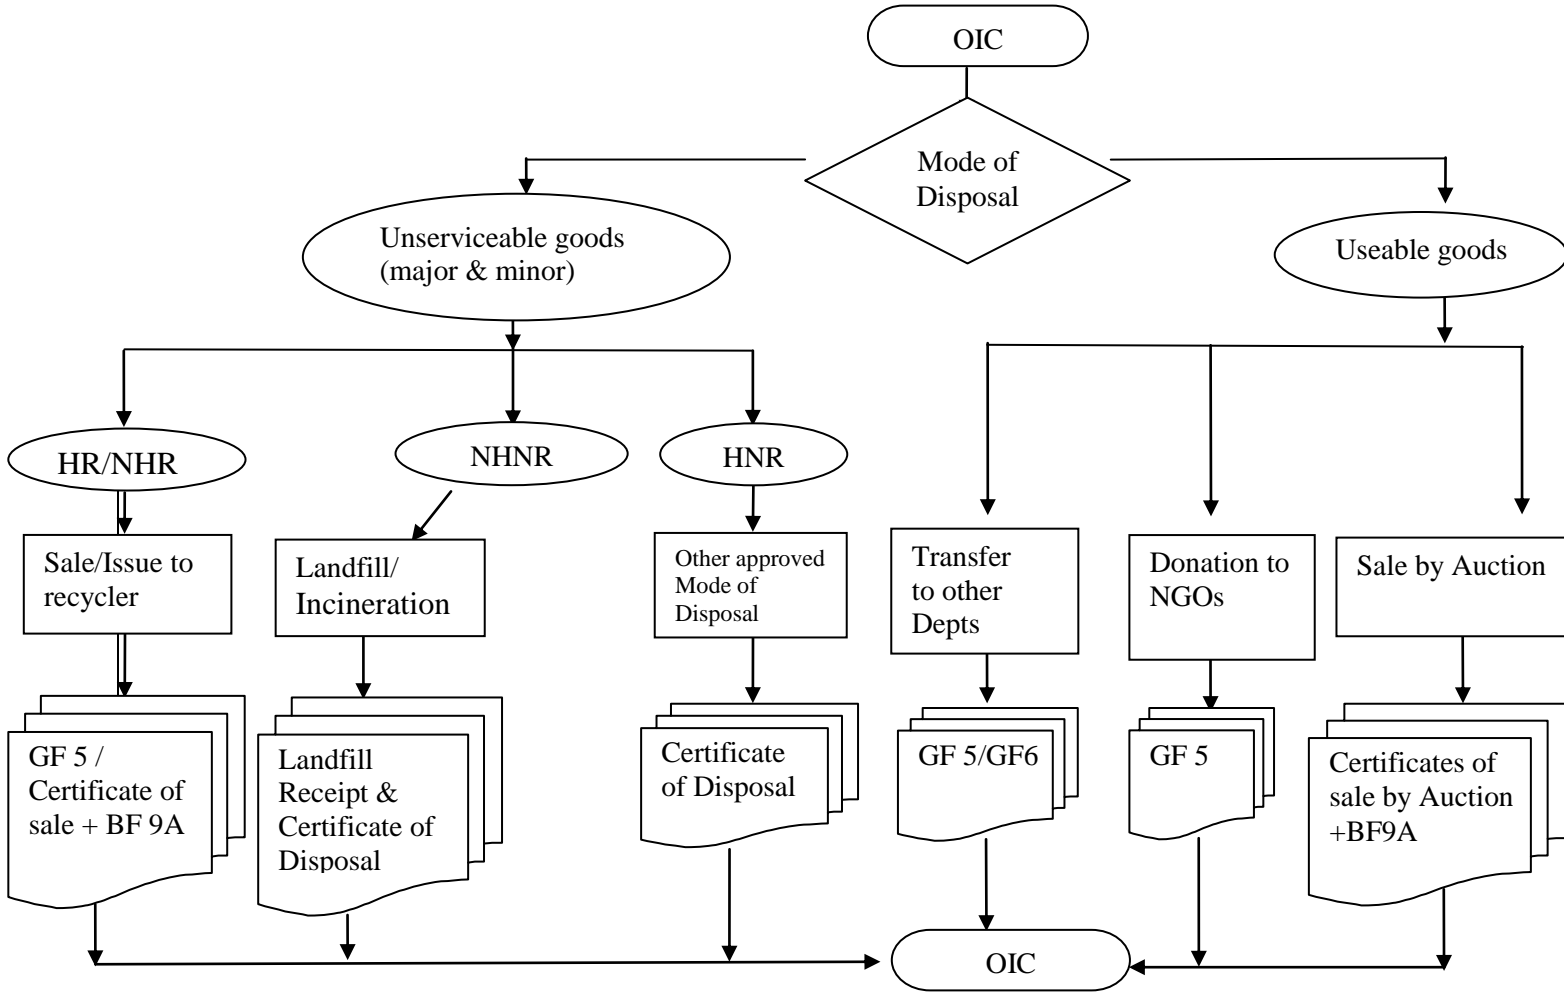 OIC
Mode of
Disposal
Unserviceable goods
(major & minor)
Useable goods
HR/NHR
NHNR
HNR
Sale/Issue to
recycler
Landfill/
Incineration
Other approved
Mode of
Disposal
Transfer
to other
Depts
Donation to
NGOs
Sale by Auction
GF 5 /
Certificate of
sale + BF 9A
Landfill
Receipt &
Certificate of
Disposal
Certificate
of Disposal
GF 5/GF6
GF 5
Certificates of
sale by Auction
+BF9A
OIC